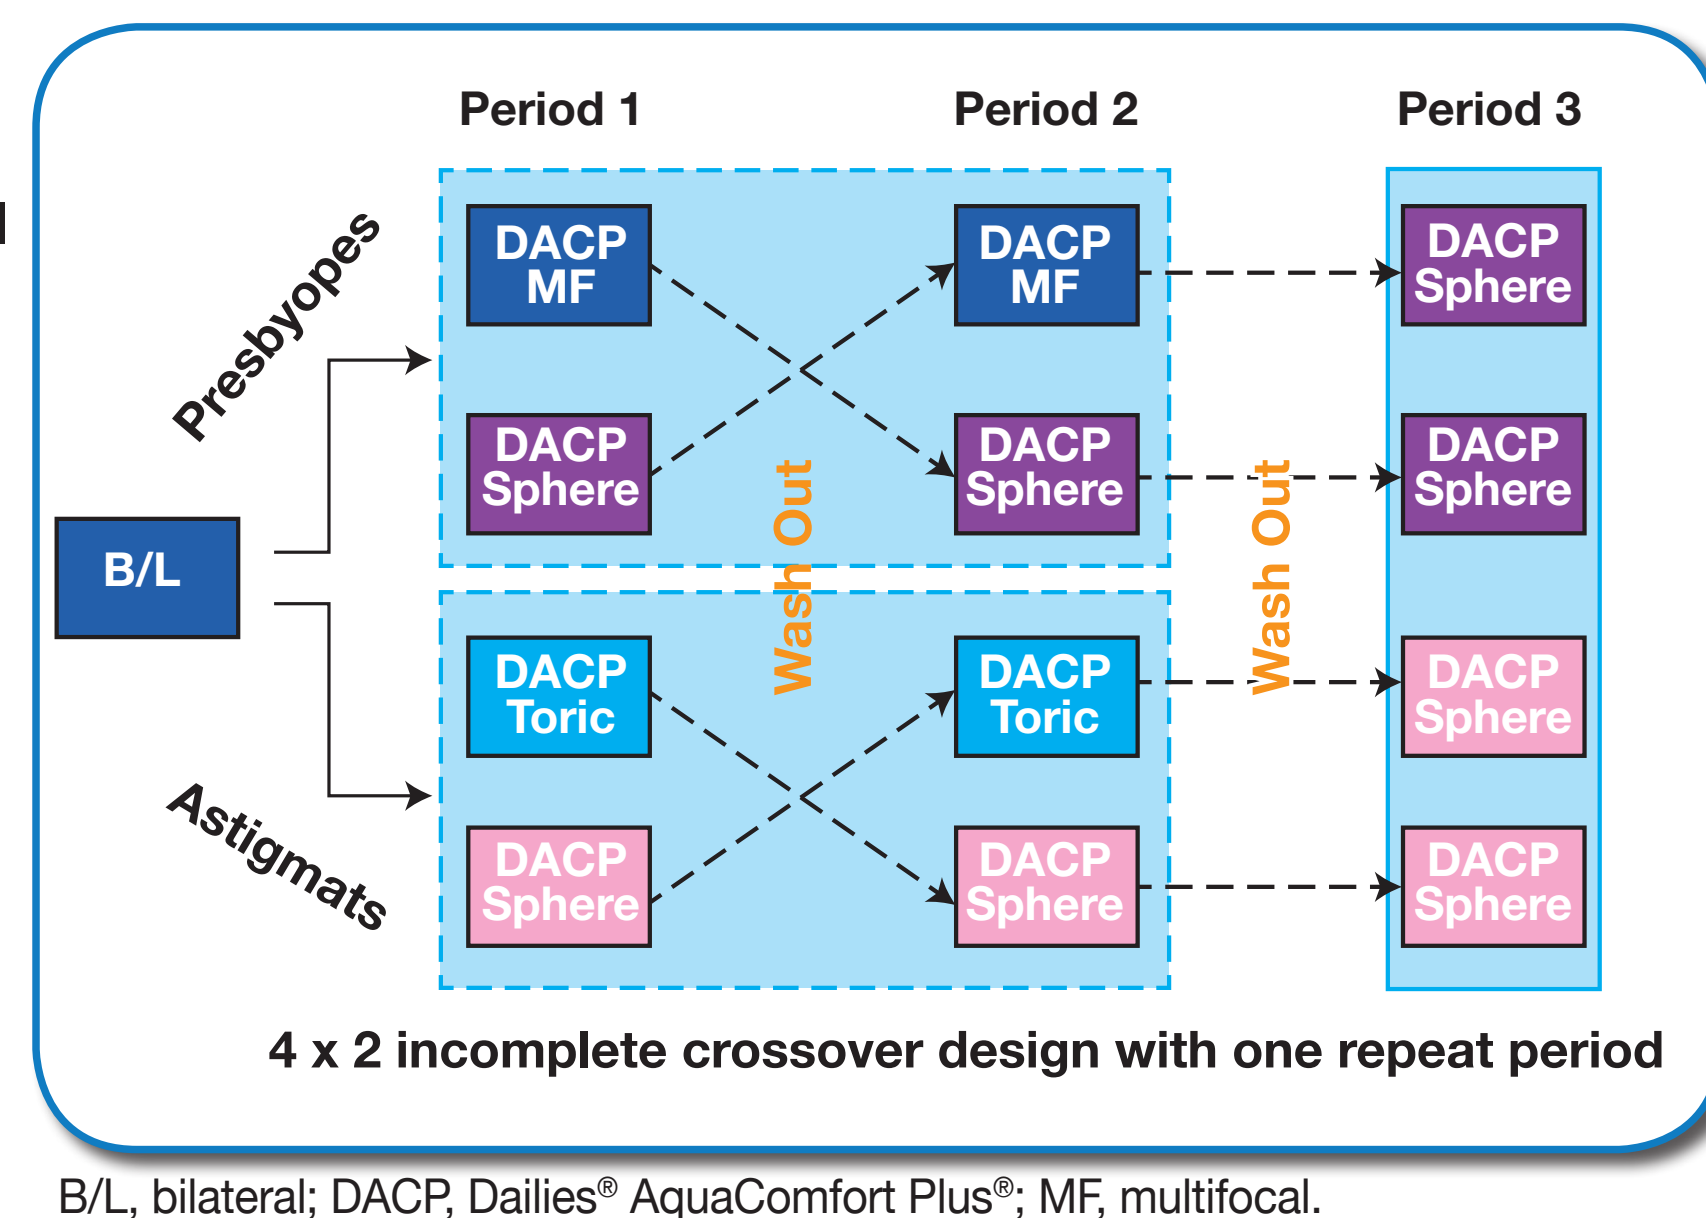 Period 1
Period 2
Period 3
Presbyopes
DACP
MF
DACP
MF
DACP
Sphere
DACP
Sphere
DACP
Sphere
DACP
Sphere
Wash Out
Wash Out
B/L
DACP
Toric
DACP
Toric
DACP
Sphere
Astigmats
DACP
Sphere
DACP
Sphere
DACP
Sphere
4 x 2 incomplete crossover design with one repeat period
B/L, bilateral; DACP, Dailies® AquaComfort Plus®; MF, multifocal.